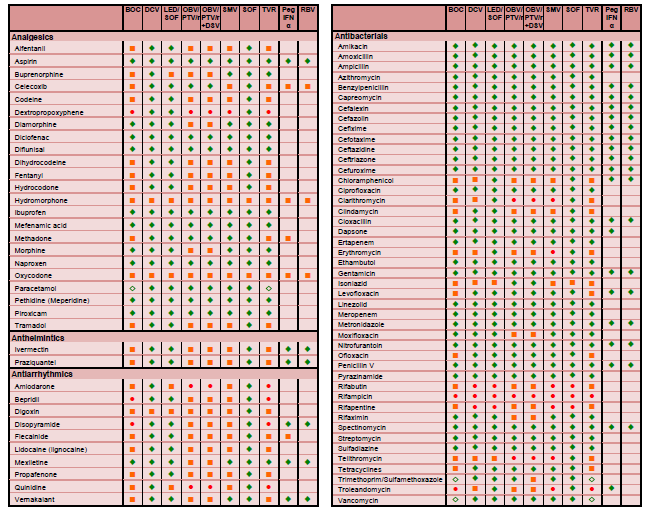 BOC DCV LED/SOF OBV/PTV/r OBV/PTV/r+DSV SMV SOF TVR Peg IFN α RBV
Analgesics
Alfentanil
Aspirin
Buprenorphine
Celecoxib
Codeine
Dextropropoxyphene
Diamorphine
Diclofenac
Diflunisal
Dihydrocodeine
Fentanyl
Hydrocodone
Hydromorphone
Ibuprofen
Mefenamic acid
Methadone
Morphine
Naproxen
Oxycodone
Paracetamol
Pethidine (Meperidine)
Piroxicam
Tramadol
Anthelmintics
Ivermectin
Praziquantel
Antiarrhythmics
Amiodarone
Bepridil
Digoxin
Disopyramide
Flecainide
Lidocaine (Lignocaine)
Mexiletine
Propafenone
Quinidine
Vernakalant
BOC DCV LED/SOF OBV/PTV/r OBV/PTV/r+DSV SMV SOF TVR Peg IFN α RBV
Antibacterials
Amikacin
Amoxicillin
Ampicillin
Azithromycin
Benzylpenicillin
Capreomycin
Cefalexin
Cefazolin
Cefixime
Cefotaxime
Ceftazidime
Ceftriazone
Cefuroxime
Chloramphenicol
Ciprofloxacin
Clarithromycin
Clindamycin
Cloxacillin
Dapsone
Ertapenem
Erythromycin
Ethambutol
Gentamicin
Isoniazid
Levofloxacin
Linezolid
Meropenem
Metronidazole
Moxifloxacin
Nitrofurantoin
Ofloxacin
Penicillin V
Pyrazinamide
Rifabutin
Rifampicin
Rifapentine
Rifaximin
Spectinomycin
Streptomycin
Sulfadiazine
Telithromycin
Tetracyclines
Trimethoprim/Sulfamethoxazole
Troleandomycin
Vancomycin